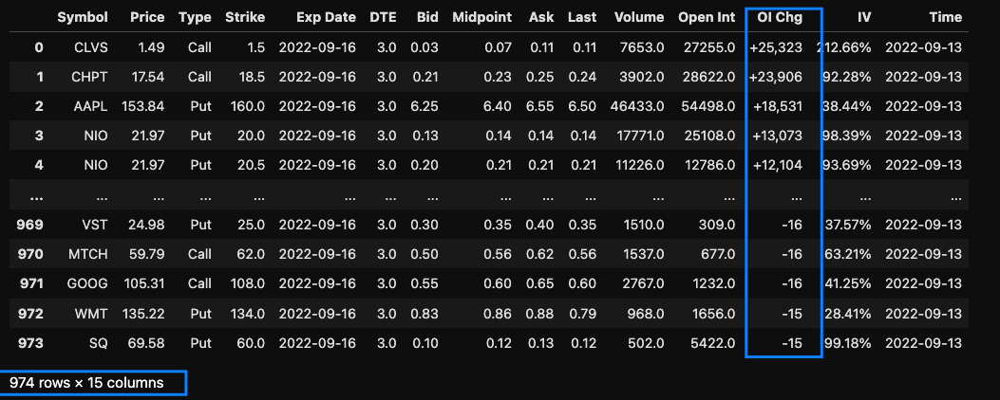 Symbol Price Type Strike Exp Date DTE Bid Midpoint Ask Last Volume Open Int OI Chg IV Time
0 CLVS 1.49 Call 1.5 2022-09-16 3.0 0.03 0.07 0.11 0.11 7653.0 27255.0 +25,323 212.66% 2022-09-13
1 CHPT 17.54 Call 18.5 2022-09-16 3.0 0.21 0.23 0.25 0.24 3902.0 28622.0 +23,906 92.28% 2022-09-13
2 AAPL 153.84 Put 160.0 2022-09-16 3.0 6.25 6.40 6.55 6.50 46433.0 54498.0 +18,531 38.44% 2022-09-13
3 NIO 21.97 Put 20.0 2022-09-16 3.0 0.13 0.14 0.14 0.14 17771.0 25108.0 +13,073 98.39% 2022-09-13
4 NIO 21.97 Put 20.5 2022-09-16 3.0 0.20 0.21 0.21 0.21 11226.0 12786.0 +12,104 93.69% 2022-09-13
... ... ... ... ... ... ... ... ... ... ... ... ... ... ... ...
969 VST 24.98 Put 25.0 2022-09-16 3.0 0.30 0.35 0.40 0.35 1510.0 309.0 -16 37.57% 2022-09-13
970 MTCH 59.79 Call 62.0 2022-09-16 3.0 0.50 0.56 0.62 0.56 1537.0 677.0 -16 63.21% 2022-09-13
971 GOOG 105.31 Call 108.0 2022-09-16 3.0 0.55 0.60 0.65 0.60 2767.0 1232.0 -16 41.25% 2022-09-13
972 WMT 135.22 Put 134.0 2022-09-16 3.0 0.83 0.86 0.88 0.79 968.0 1656.0 -15 28.41% 2022-09-13
973 SQ 69.58 Put 60.0 2022-09-16 3.0 0.10 0.12 0.13 0.12 502.0 5422.0 -15 99.18% 2022-09-13
974 rows × 15 columns